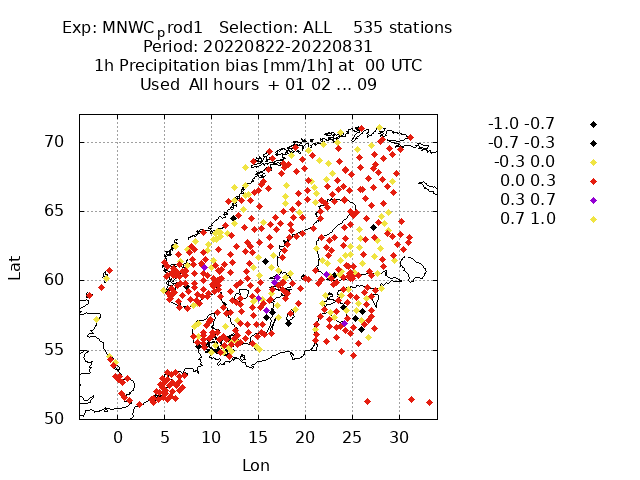 Exp: MNWCprod1 Selection: ALL 535 stations
Period: 20220822-20220831
1h Precipitation bias [mm/1h] at 00 UTC
Used All hours + 01 02 ... 09
-1.0 -0.7
-0.7 -0.3
-0.3 0.0
0.0 0.3
0.3 0.7
0.7 1.0
70
65
60
55
50
Lat
0 5 10 15 20 25 30
Lon